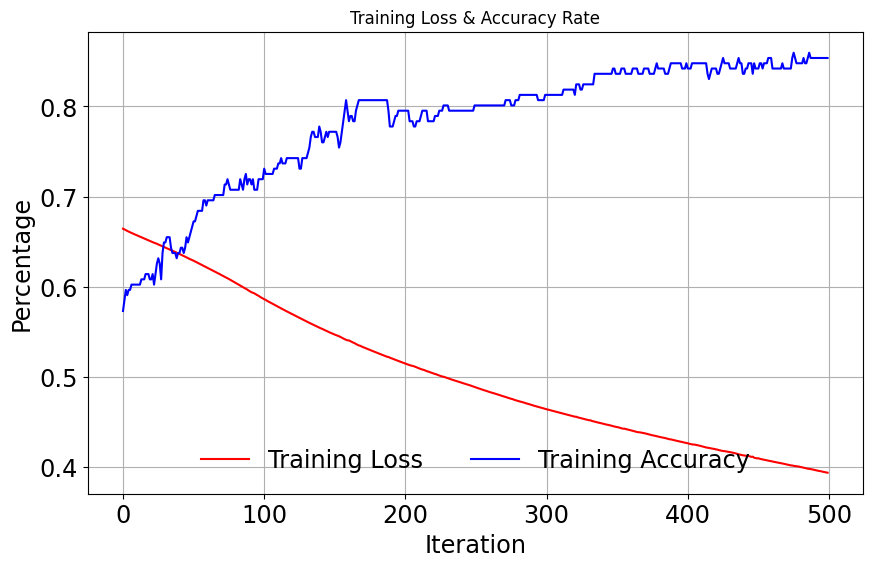 Training Loss & Accuracy Rate
0.8
0.7
0.6
0.5
0.4
Percentage
Training Loss Training Accuracy
0 100 200 300 400 500
Iteration